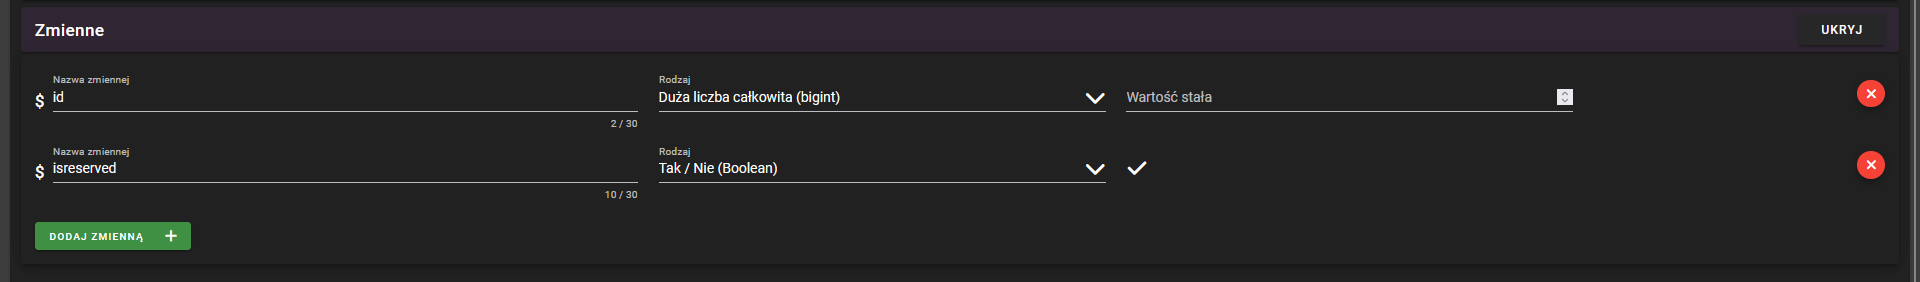 Zmienne
UKRYJ
Nazwa zmiennej
Rodzaj
$ id
Duża liczba całkowita (bigint)
Wartość stała
2 / 30
Nazwa zmiennej
Rodzaj
$ isreserved
Tak / Nie (Boolean)
10 / 30
DODAJ ZMIENNĄ +